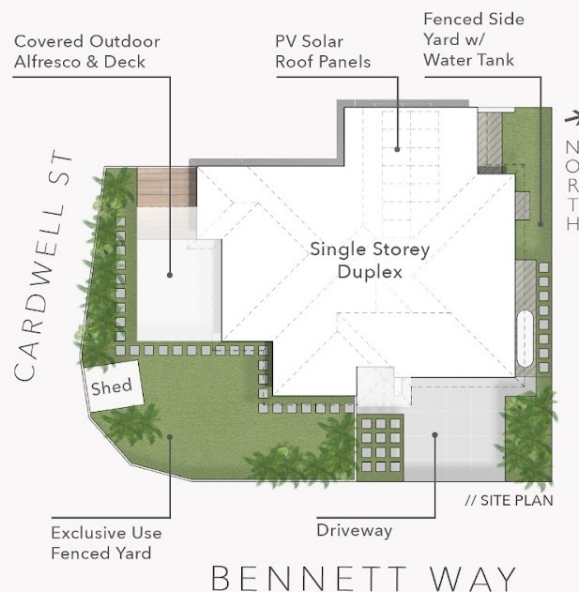 Covered Outdoor
Alfresco & Deck
PV Solar
Roof Panels
Fenced Side
Yard w/
Water Tank
NORTH
CARDWELL ST
Single Storey
Duplex
Shed
// SITE PLAN
Exclusive Use
Fenced Yard
Driveway
BENNETT WAY